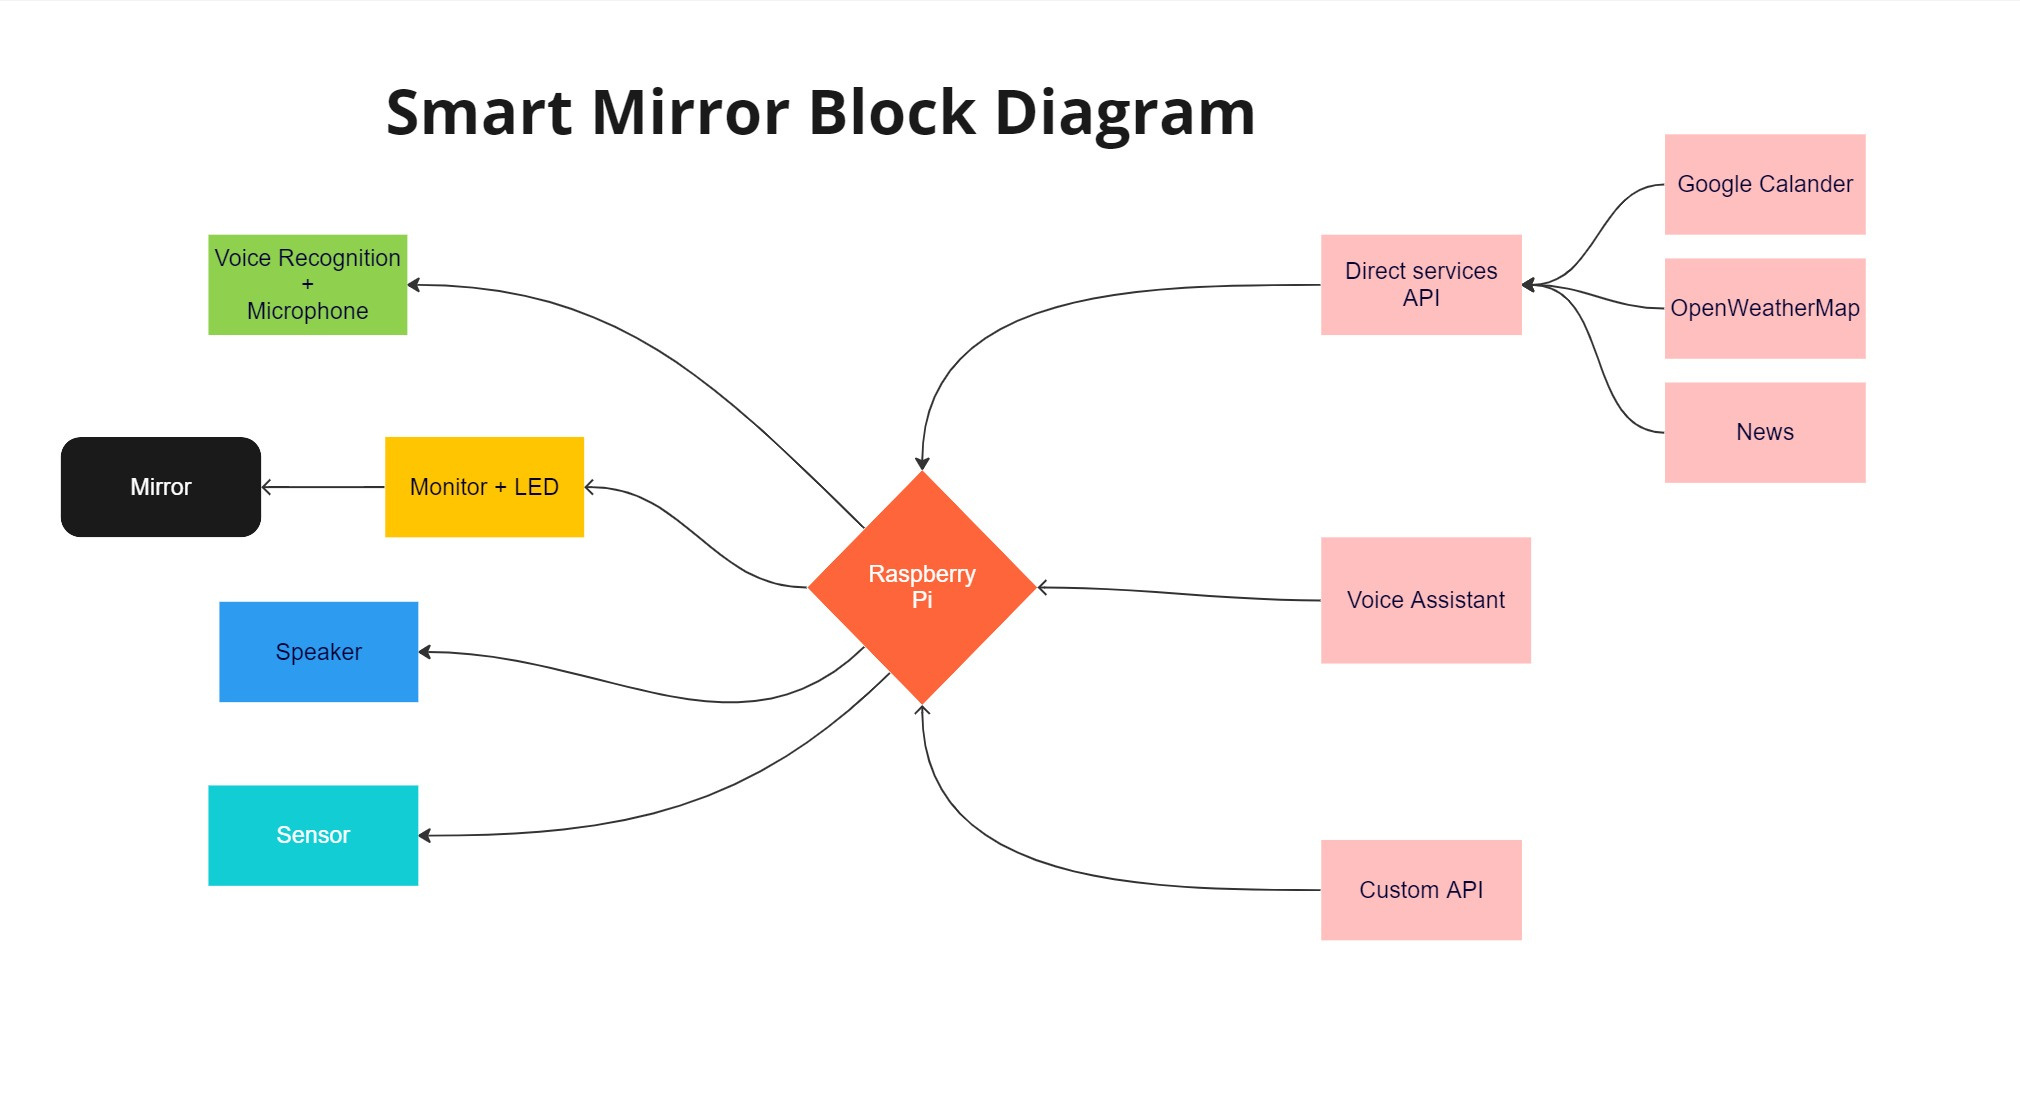 Smart Mirror Block Diagram
Google Calander
Voice Recognition
+
Microphone
Direct services
API
OpenWeatherMap
News
Mirror
Monitor + LED
Raspberry
Pi
Voice Assistant
Speaker
Sensor
Custom API